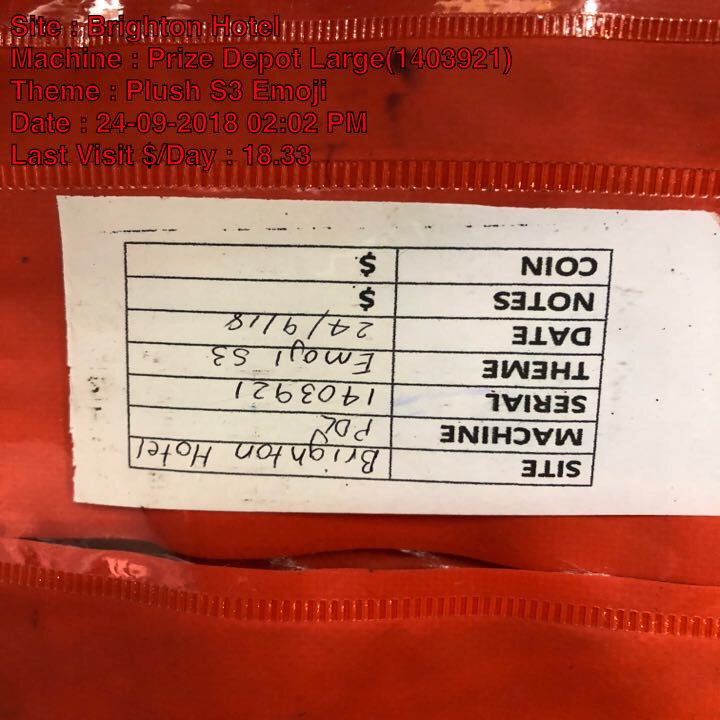 Site : Brighton Hotel
Machine : Prize Depot Large(1403921)
Theme : Plush S3 Emoji
Date : 24-09-2018 02:02 PM
Last Visit $/Day : 18.33
SITE Brighton Hotel
MACHINE PDL
SERIAL 1403921
THEME Emoji S3
DATE 24/9/18
NOTES $
COIN $